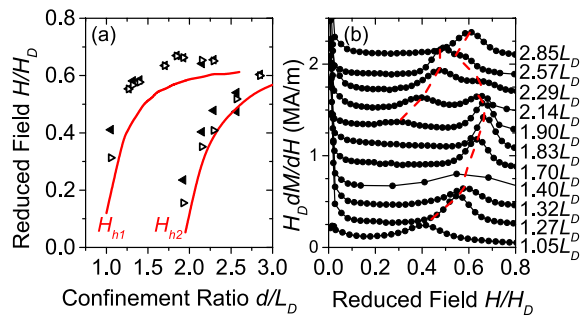 (a)
Reduced Field H/H_D
0.8
0.6
0.4
0.2
0.0
H_h1
H_h2
1.0 1.5 2.0 2.5 3.0
Confinement Ratio d/L_D
(b)
H_D dM/dH (MA/m)
2
1
0
2.85L_D
2.57L_D
2.29L_D
2.14L_D
1.90L_D
1.83L_D
1.70L_D
1.40L_D
1.32L_D
1.27L_D
1.05L_D
0.0 0.2 0.4 0.6 0.8
Reduced Field H/H_D